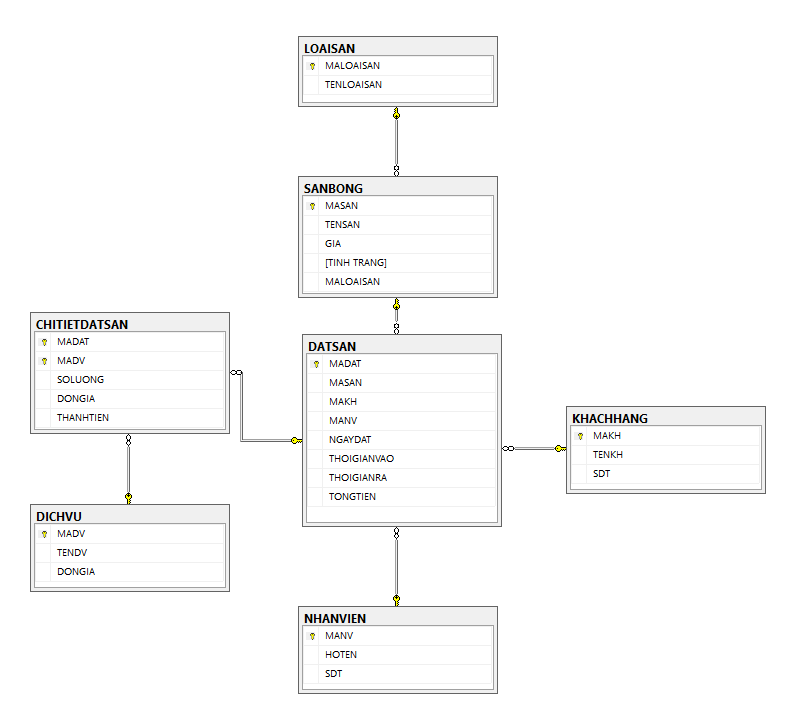 LOAISAN
MALOAISAN
TENLOAISAN
SANBONG
MASAN
TENSAN
GIA
[TINH TRANG]
MALOAISAN
CHITIETDATSAN
MADAT
MADV
SOLUONG
DONGIA
THANHTIEN
DATSAN
MADAT
MASAN
MAKH
MANV
NGAYDAT
THOIGIANVAO
THOIGIANRA
TONGTIEN
KHACHHANG
MAKH
TENKH
SDT
DICHVU
MADV
TENDV
DONGIA
NHANVIEN
MANV
HOTEN
SDT